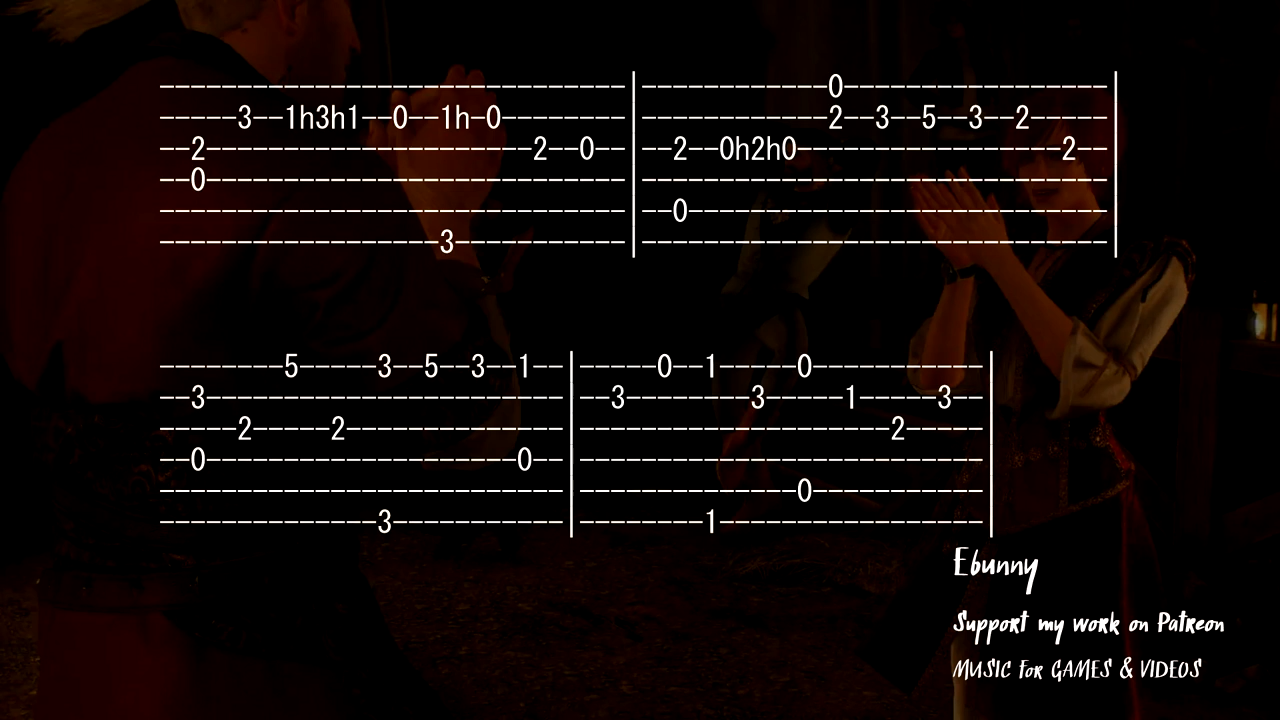 ------------------------------|------------0-----------------|
-----3--1h3h1--0--1h-0--------|------------2--3--5--3--2-----|
--2---------------------2--0--|--2--0h2h0-----------------2--|
--0---------------------------|------------------------------|
------------------------------|--0---------------------------|
------------------3-----------|------------------------------|
--------5-----3--5--3--1--|-----0--1-----0-----------|
--3-----------------------|--3--------3-----1-----3--|
-----2-----2--------------|--------------------2-----|
--0--------------------0--|--------------------------|
--------------------------|--------------0-----------|
--------------3-----------|--------1-----------------|
Ebunny
Support my work on Patreon
MUSIC For GAMES & VIDEOS